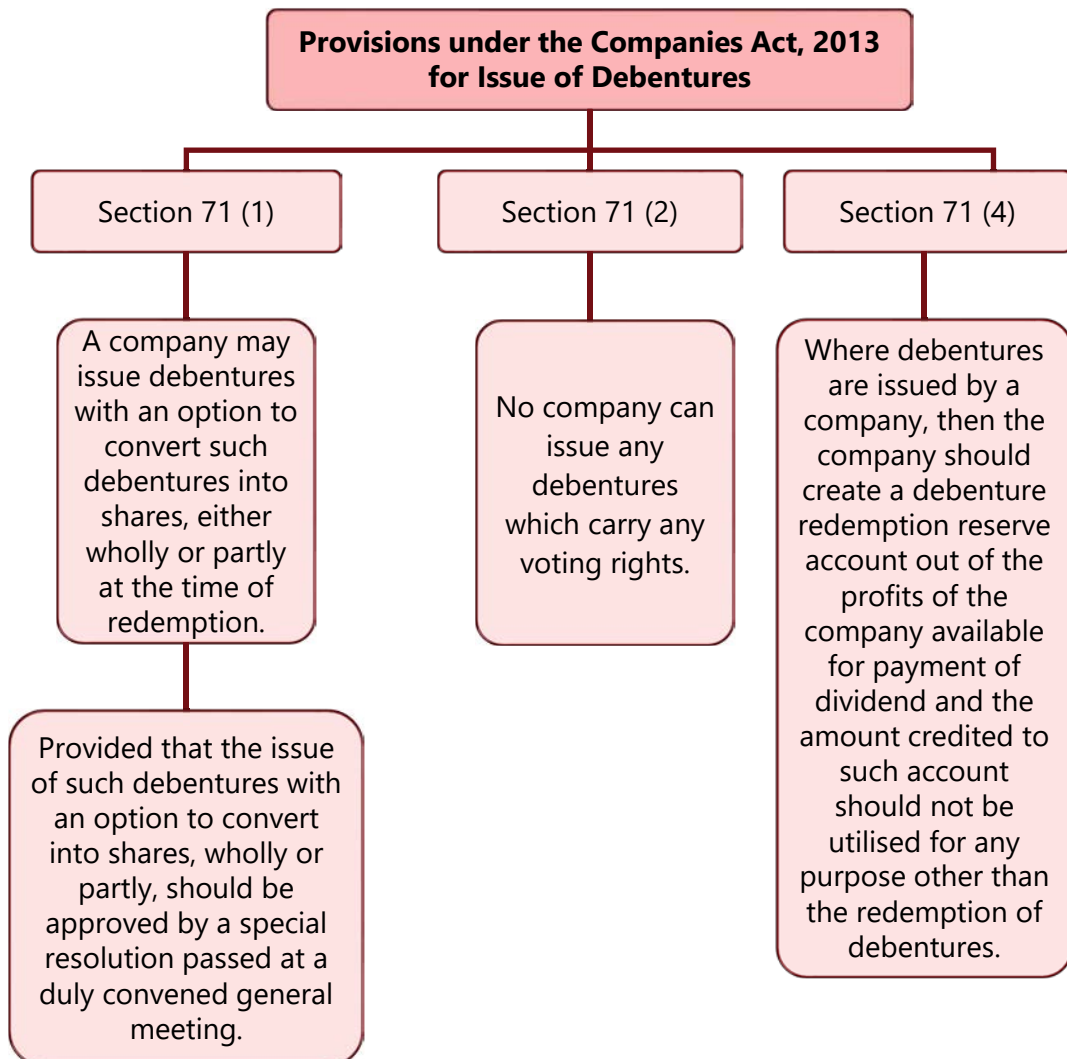 Provisions under the Companies Act, 2013
for Issue of Debentures
Section 71 (1)
Section 71 (2)
Section 71 (4)
A company may
issue debentures
with an option to
convert such
debentures into
shares, either
wholly or partly
at the time of
redemption.
Provided that the issue
of such debentures with
an option to convert
into shares, wholly or
partly, should be
approved by a special
resolution passed at a
duly convened general
meeting.
No company can
issue any
debentures
which carry any
voting rights.
Where debentures
are issued by a
company, then the
company should
create a debenture
redemption reserve
account out of the
profits of the
company available
for payment of
dividend and the
amount credited to
such account
should not be
utilised for any
purpose other than
the redemption of
debentures.